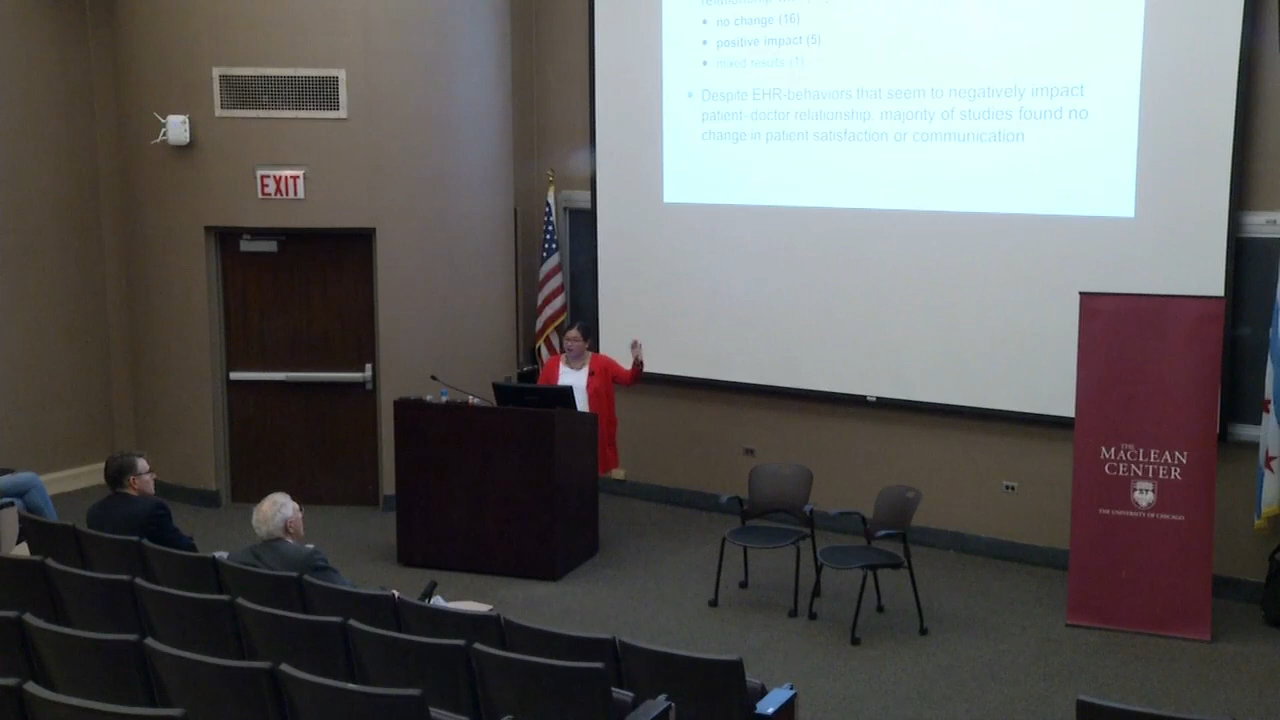 • no change (16)
• positive impact (5)
• mixed results (1)
• Despite EHR-behaviors that seem to negatively impact
patient-doctor relationship, majority of studies found no
change in patient satisfaction or communication
EXIT
THE
MACLEAN
CENTER
THE UNIVERSITY OF CHICAGO